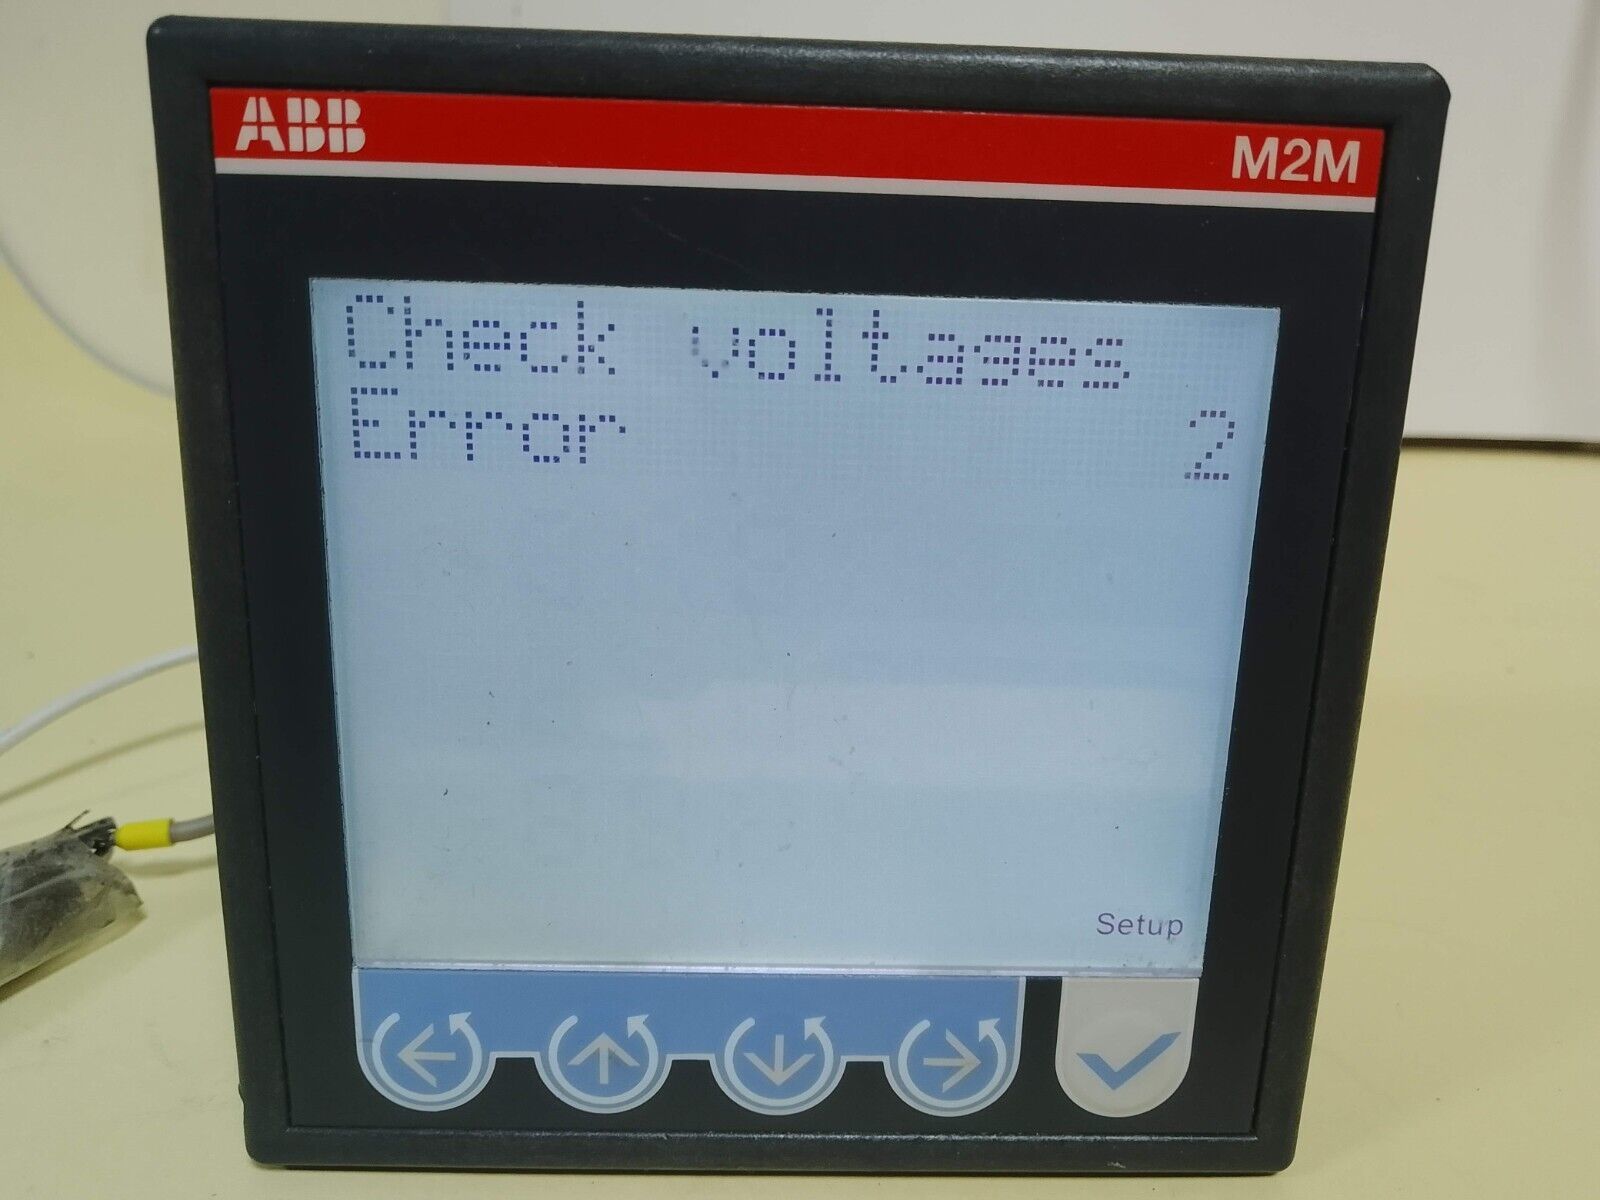 ABB
M2M
Check voltages
Error 2
Setup